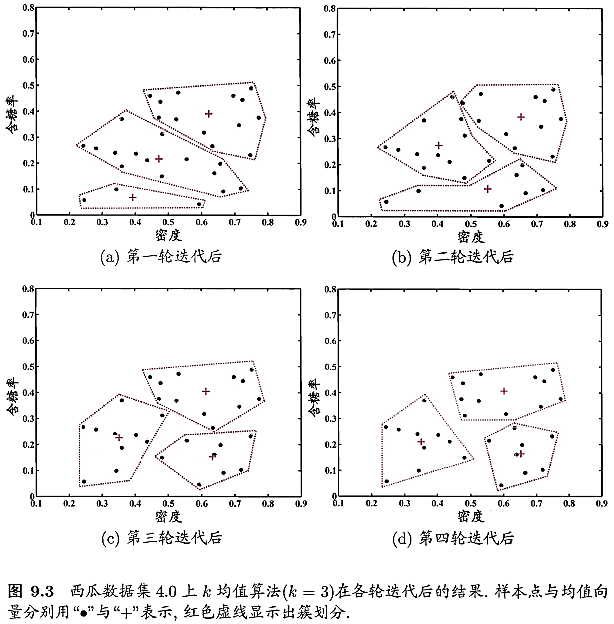 0.8
0.7
0.6
0.5
0.4
0.3
0.2
0.1
0
0.1 0.2 0.3 0.4 0.5 0.6 0.7 0.8 0.9
含糖率
密度
(a) 第一轮迭代后
0.8
0.7
0.6
0.5
0.4
0.3
0.2
0.1
0
0.1 0.2 0.3 0.4 0.5 0.6 0.7 0.8 0.9
含糖率
密度
(b) 第二轮迭代后
0.8
0.7
0.6
0.5
0.4
0.3
0.2
0.1
0
0.1 0.2 0.3 0.4 0.5 0.6 0.7 0.8 0.9
含糖率
密度
(c) 第三轮迭代后
0.8
0.7
0.6
0.5
0.4
0.3
0.2
0.1
0
0.1 0.2 0.3 0.4 0.5 0.6 0.7 0.8 0.9
含糖率
密度
(d) 第四轮迭代后
图 9.3 西瓜数据集 4.0 上 k 均值算法(k = 3)在各轮迭代后的结果. 样本点与均值向
量分别用“●”与“+”表示, 红色虚线显示出簇划分.